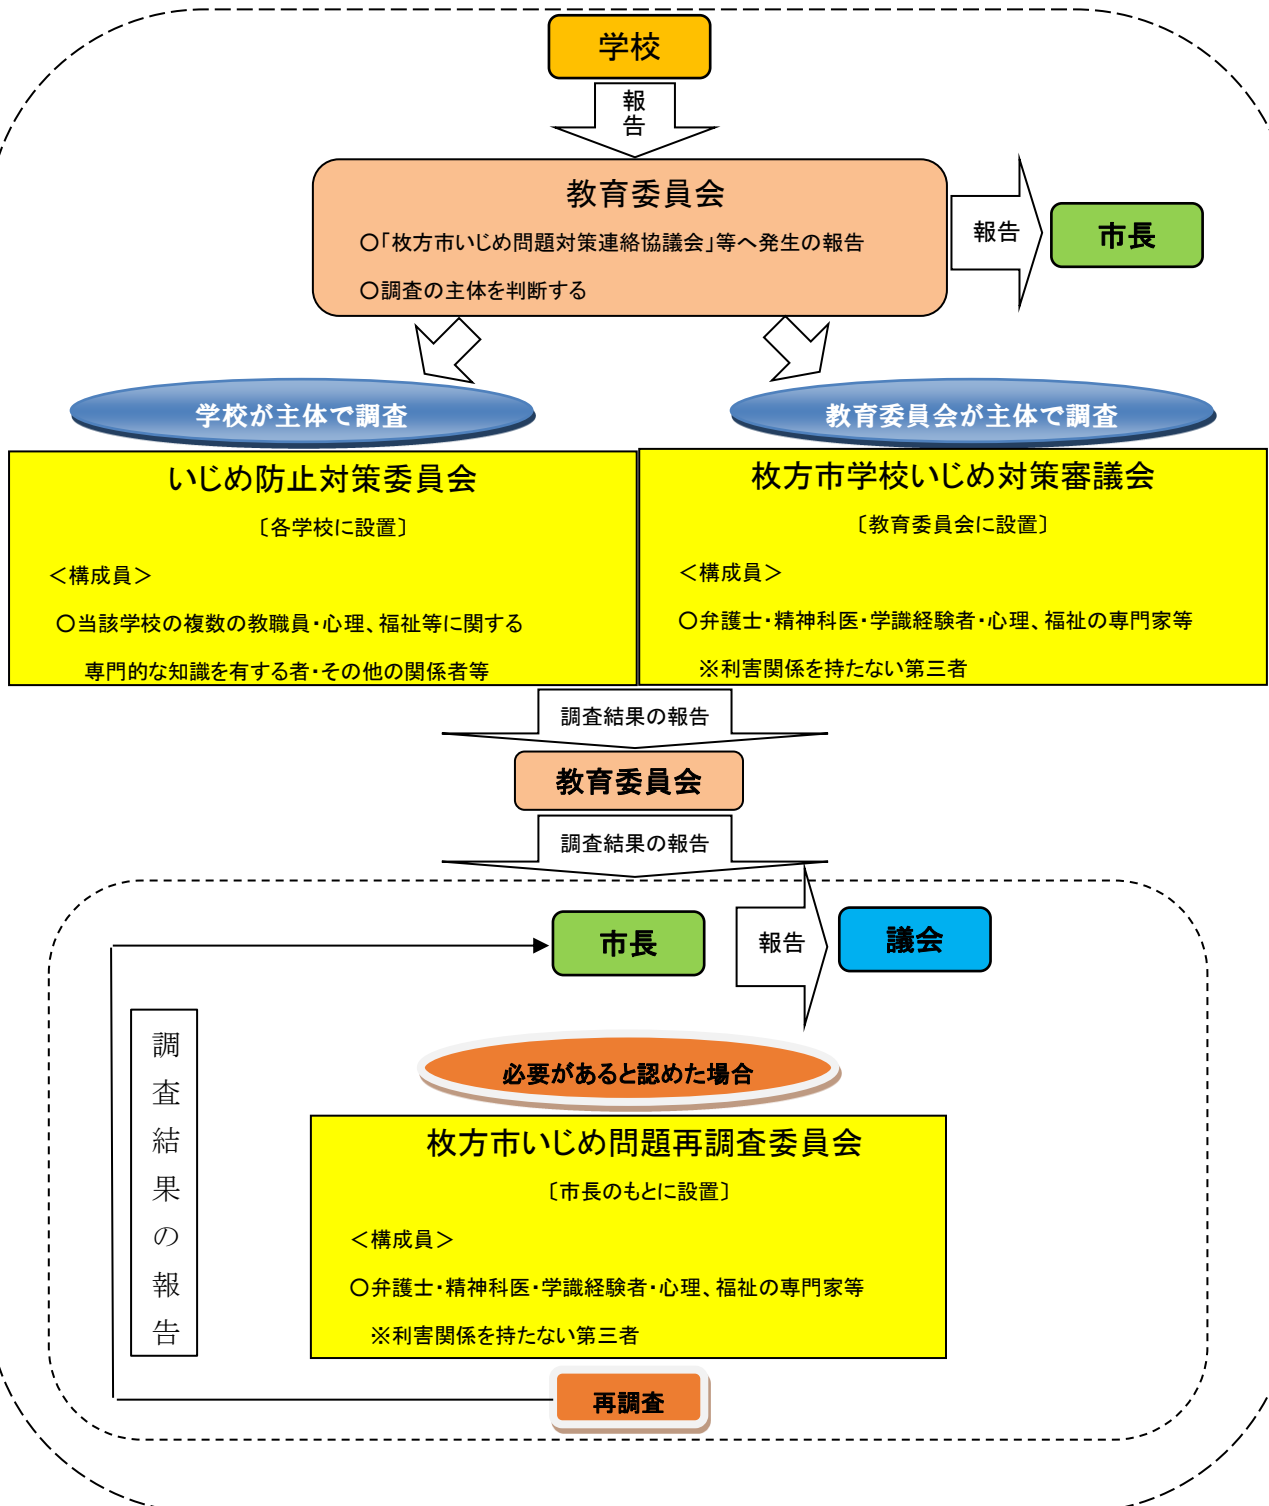 学校
報告
教育委員会
○「枚方市いじめ問題対策連絡協議会」等へ発生の報告
○調査の主体を判断する
報告
市長
学校が主体で調査
教育委員会が主体で調査
いじめ防止対策委員会
〔各学校に設置〕
＜構成員＞
○当該学校の複数の教職員・心理、福祉等に関する
専門的な知識を有する者・その他の関係者等
枚方市学校いじめ対策審議会
〔教育委員会に設置〕
＜構成員＞
○弁護士・精神科医・学識経験者・心理、福祉の専門家等
※利害関係を持たない第三者
調査結果の報告
教育委員会
調査結果の報告
市長
報告
議会
調査結果の報告
必要があると認めた場合
枚方市いじめ問題再調査委員会
〔市長のもとに設置〕
＜構成員＞
○弁護士・精神科医・学識経験者・心理、福祉の専門家等
※利害関係を持たない第三者
再調査